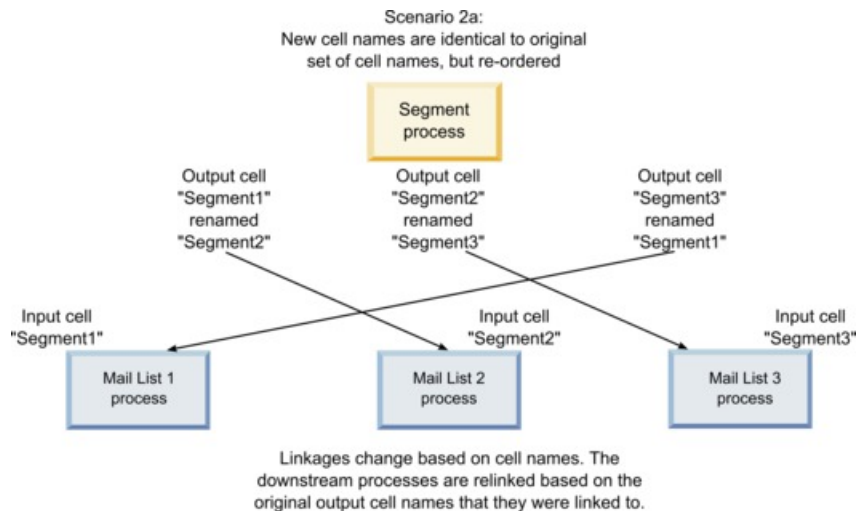 Scenario 2a:
New cell names are identical to original
set of cell names, but re-ordered
Segment
process
Output cell
"Segment1"
renamed
"Segment2"
Output cell
"Segment2"
renamed
"Segment3"
Output cell
"Segment3"
renamed
"Segment1"
Input cell
"Segment1"
Input cell
"Segment2"
Input cell
"Segment3"
Mail List 1
process
Mail List 2
process
Mail List 3
process
Linkages change based on cell names. The
downstream processes are relinked based on the
original output cell names that they were linked to.